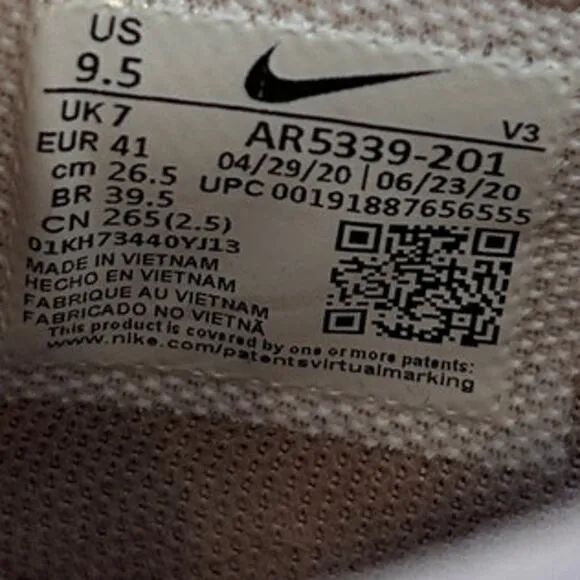 US
9.5
V3
UK 7
EUR 41
cm 26.5
BR 39.5
CN 265(2.5)
AR5339-201
04/29/20 | 06/23/20
UPC 00191887656555
01KH73440YJ13
MADE IN VIETNAM
HECHO EN VIETNAM
FABRIQUE AU VIETNAM
FABRICADO NO VIETNÃ
This product is covered by one or more patents:
www.nike.com/patentsvirtualmarking